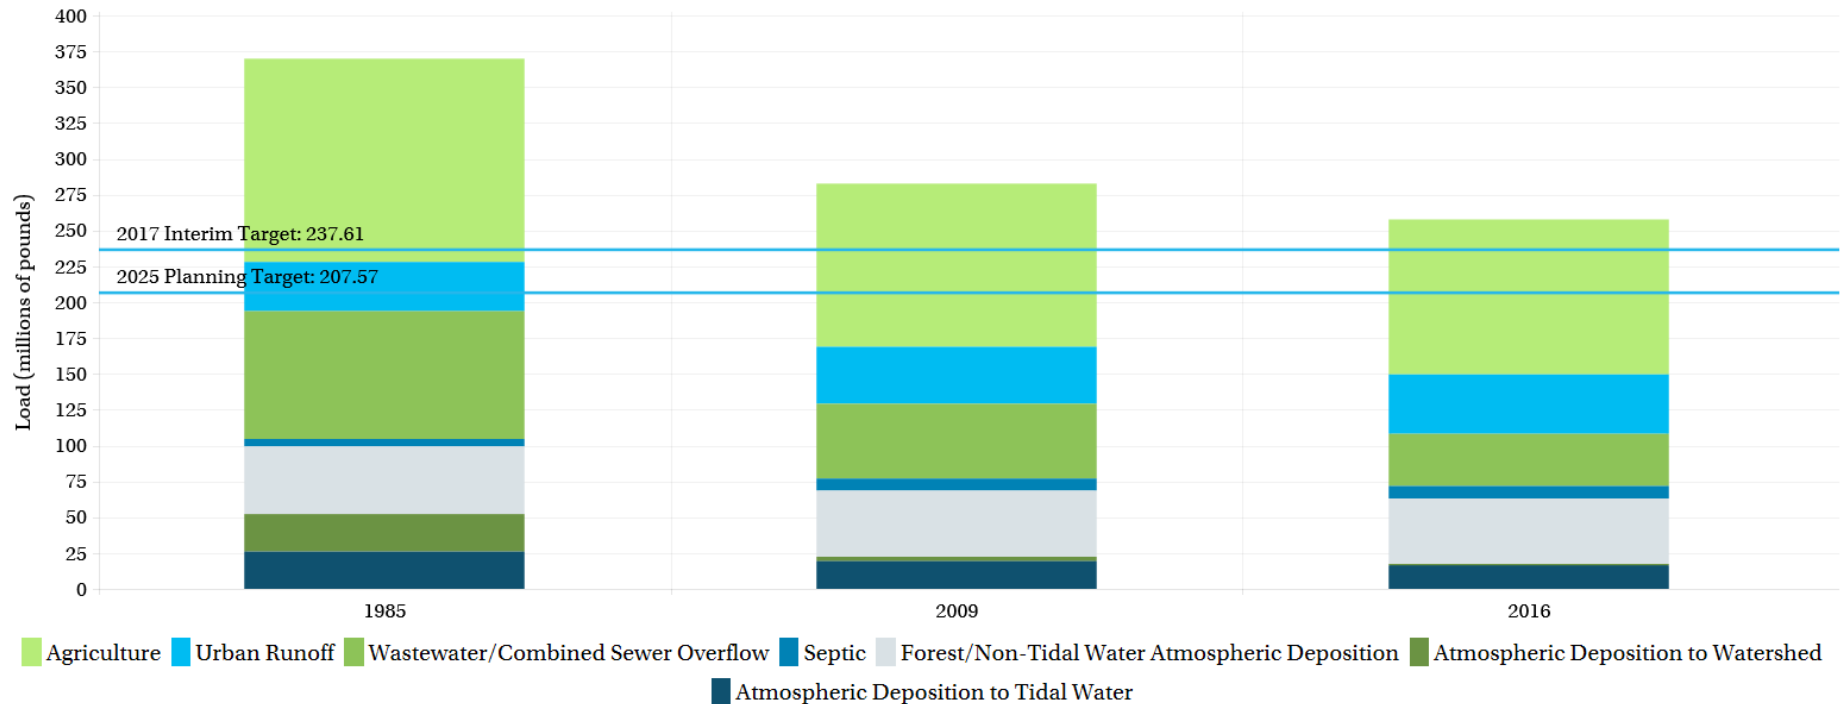 400
375
350
325
300
275
250
225
200
175
150
125
100
75
50
25
0
Load (millions of pounds)
2017 Interim Target: 237.61
2025 Planning Target: 207.57
1985 2009 2016
Agriculture Urban Runoff Wastewater/Combined Sewer Overflow Septic Forest/Non-Tidal Water Atmospheric Deposition Atmospheric Deposition to Watershed
Atmospheric Deposition to Tidal Water